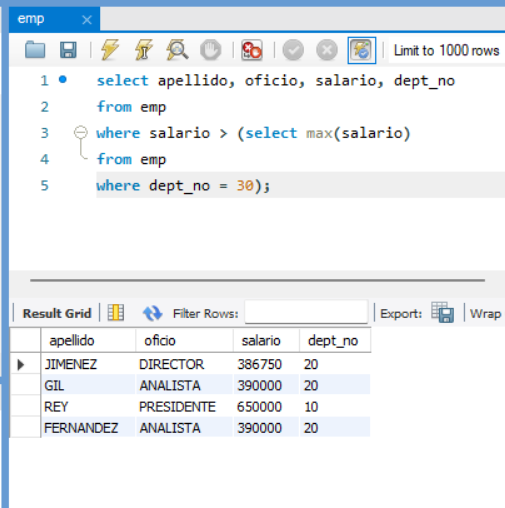 emp
Limit to 1000 rows
1 select apellido, oficio, salario, dept_no
2 from emp
3 where salario > (select max(salario)
4 from emp
5 where dept_no = 30);
Result Grid Filter Rows: Export: Wrap
apellido oficio salario dept_no
JIMENEZ DIRECTOR 386750 20
GIL ANALISTA 390000 20
REY PRESIDENTE 650000 10
FERNANDEZ ANALISTA 390000 20